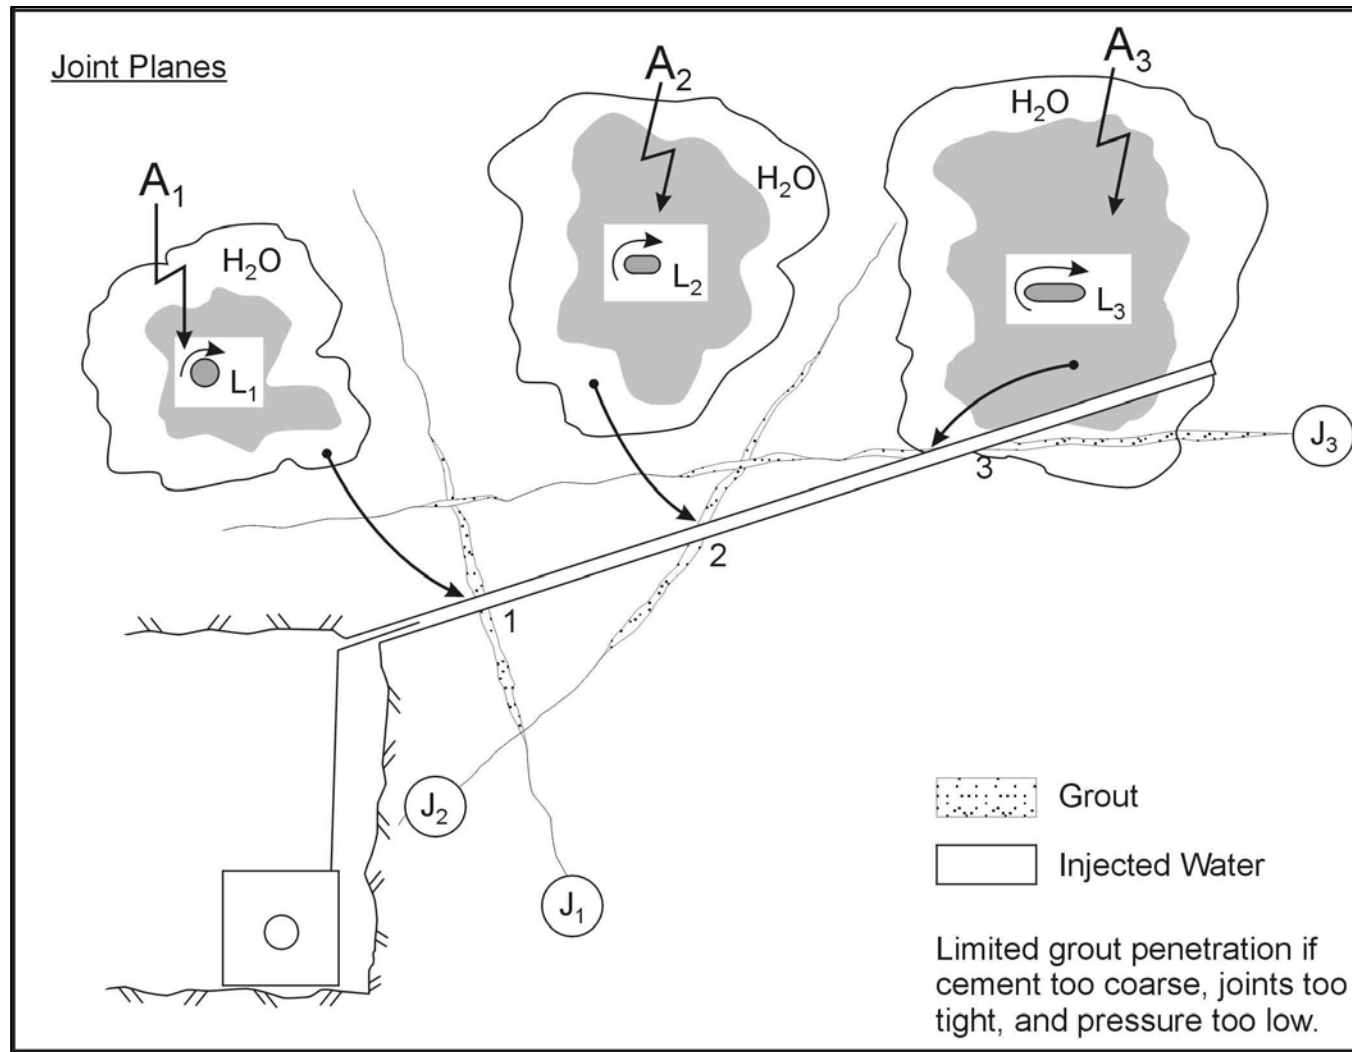 Joint Planes
A₁
A₂
A₃
H₂O
H₂O
H₂O
L₁
L₂
L₃
J₃
3
2
1
J₂
J₁
Grout
Injected Water
Limited grout penetration if
cement too coarse, joints too
tight, and pressure too low.